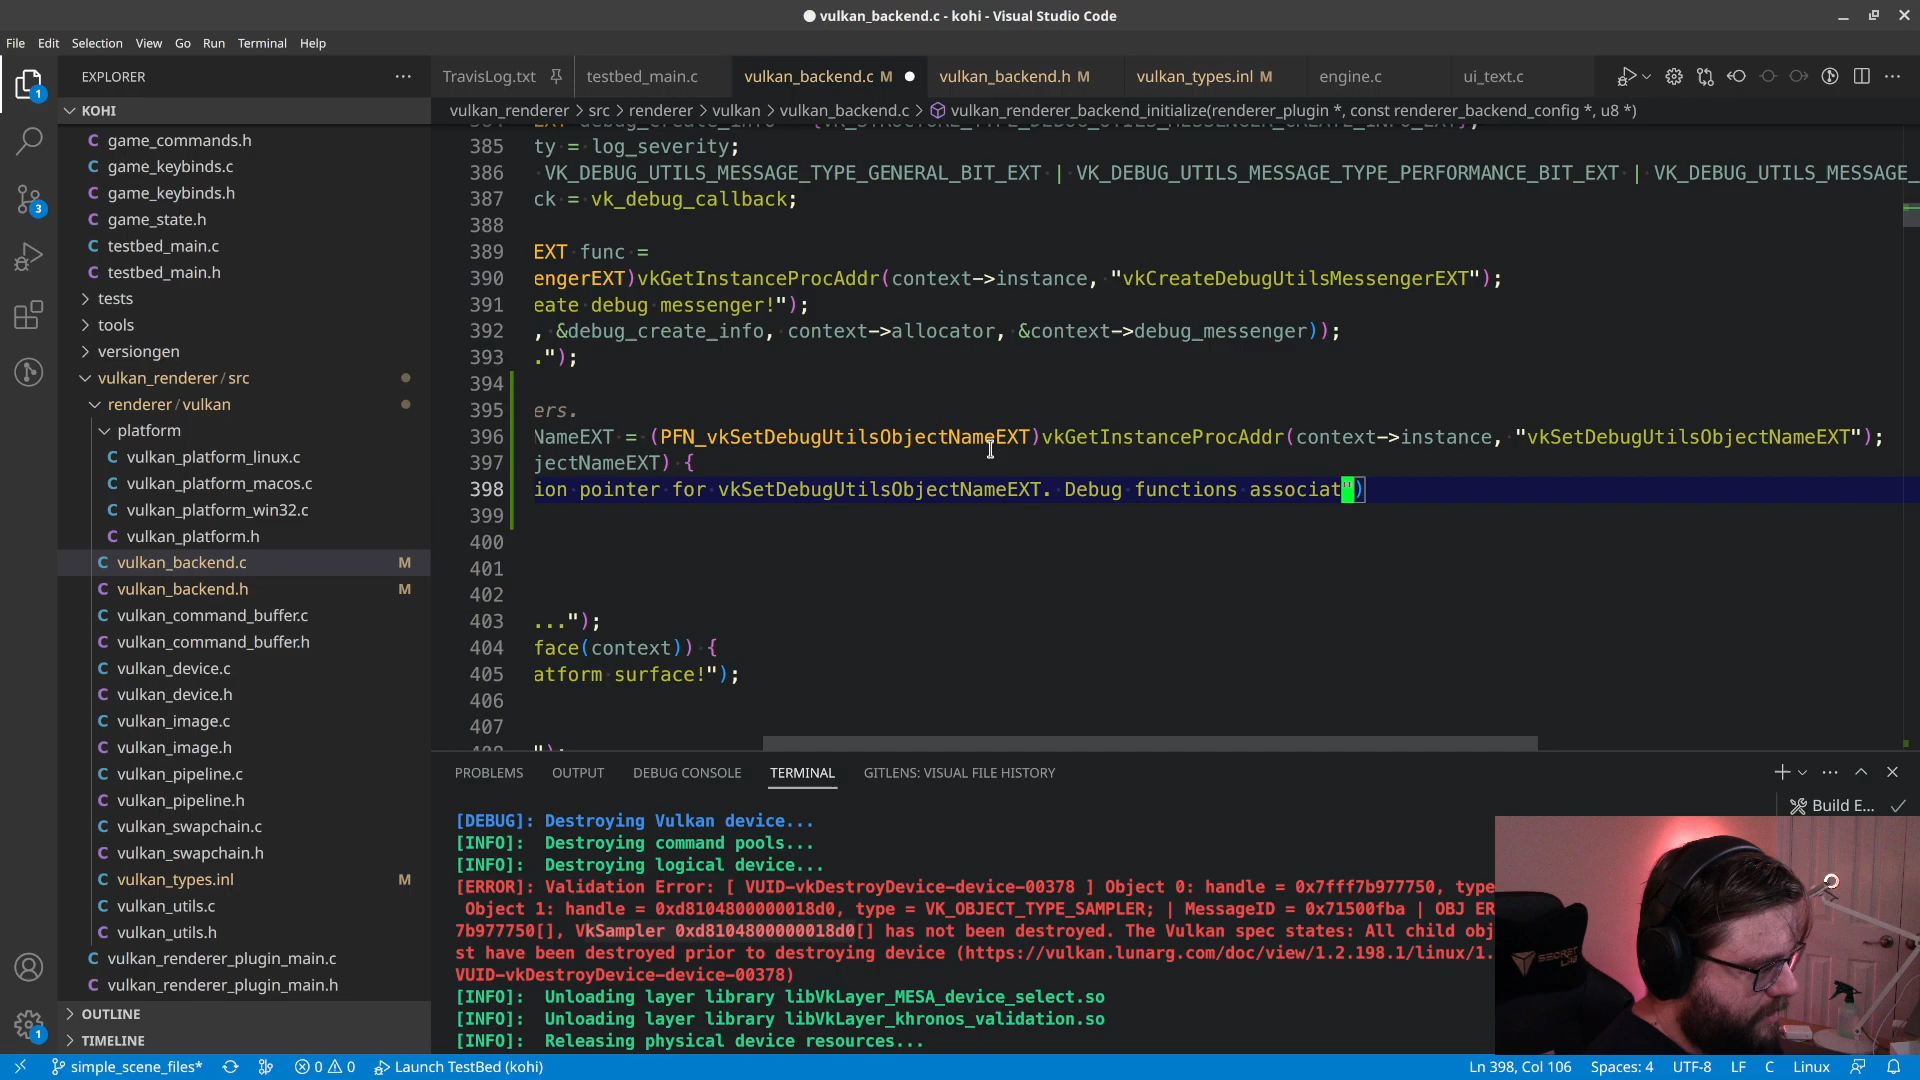 vulkan_backend.c - kohi - Visual Studio Code
File Edit Selection View Go Run Terminal Help
EXPLORER
TravisLog.txt testbed_main.c vulkan_backend.c M vulkan_backend.h M vulkan_types.inl M engine.c ui_text.c
KOHI
vulkan_renderer > src > renderer > vulkan > vulkan_backend.c > vulkan_renderer_backend_initialize(renderer_plugin *, const renderer_backend_config *, u8 *)
C game_commands.h
C game_keybinds.c
C game_keybinds.h
C game_state.h
C testbed_main.c
C testbed_main.h
tests
tools
versiongen
vulkan_renderer / src
renderer / vulkan
platform
C vulkan_platform_linux.c
C vulkan_platform_macos.c
C vulkan_platform_win32.c
C vulkan_platform.h
C vulkan_backend.c M
C vulkan_backend.h M
C vulkan_command_buffer.c
C vulkan_command_buffer.h
C vulkan_device.c
C vulkan_device.h
C vulkan_image.c
C vulkan_image.h
C vulkan_pipeline.c
C vulkan_pipeline.h
C vulkan_swapchain.c
C vulkan_swapchain.h
C vulkan_types.inl M
C vulkan_utils.c
C vulkan_utils.h
C vulkan_renderer_plugin_main.c
C vulkan_renderer_plugin_main.h
OUTLINE
TIMELINE
1
3
1
385 ty = log_severity;
386 VK_DEBUG_UTILS_MESSAGE_TYPE_GENERAL_BIT_EXT | VK_DEBUG_UTILS_MESSAGE_TYPE_PERFORMANCE_BIT_EXT | VK_DEBUG_UTILS_MESSAGE_
387 ck = vk_debug_callback;
388
389 EXT func =
390 engerEXT)vkGetInstanceProcAddr(context->instance, "vkCreateDebugUtilsMessengerEXT");
391 eate debug messenger!");
392 , &debug_create_info, context->allocator, &context->debug_messenger));
393 .");
394
395 ers.
396 NameEXT = (PFN_vkSetDebugUtilsObjectNameEXT)vkGetInstanceProcAddr(context->instance, "vkSetDebugUtilsObjectNameEXT");
397 jectNameEXT) {
398 ion pointer for vkSetDebugUtilsObjectNameEXT. Debug functions associat")
399
400
401
402
403 ...");
404 face(context)) {
405 atform surface!");
406
407
PROBLEMS OUTPUT DEBUG CONSOLE TERMINAL GITLENS: VISUAL FILE HISTORY
Build E...
[DEBUG]: Destroying Vulkan device...
[INFO]: Destroying command pools...
[INFO]: Destroying logical device...
[ERROR]: Validation Error: [ VUID-vkDestroyDevice-device-00378 ] Object 0: handle = 0x7fff7b977750, type
Object 1: handle = 0xd8104800000018d0, type = VK_OBJECT_TYPE_SAMPLER; | MessageID = 0x71500fba | OBJ ER
7b977750[], VkSampler 0xd8104800000018d0[] has not been destroyed. The Vulkan spec states: All child obj
st have been destroyed prior to destroying device (https://vulkan.lunarg.com/doc/view/1.2.198.1/linux/1.
VUID-vkDestroyDevice-device-00378)
[INFO]: Unloading layer library libVkLayer_MESA_device_select.so
[INFO]: Unloading layer library libVkLayer_khronos_validation.so
[INFO]: Releasing physical device resources...
SECRET LAB
simple_scene_files* 0 0 Launch TestBed (kohi) Ln 398, Col 106 Spaces: 4 UTF-8 LF C Linux